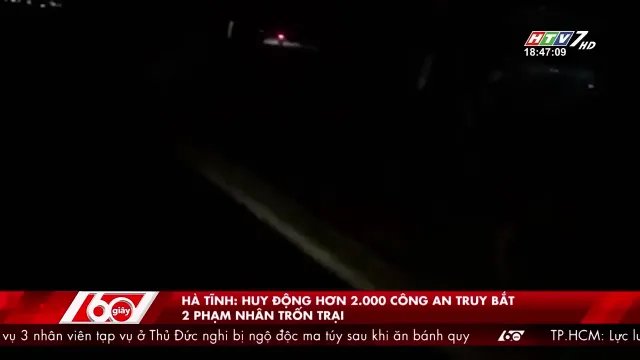 HTV7 HD
18:47:09
HÀ TĨNH: HUY ĐỘNG HƠN 2.000 CÔNG AN TRUY BẮT
2 PHẠM NHÂN TRỐN TRẠI
60 giây
vụ 3 nhân viên tạp vụ ở Thủ Đức nghi bị ngộ độc ma túy sau khi ăn bánh quy 60 TP.HCM: Lực lư